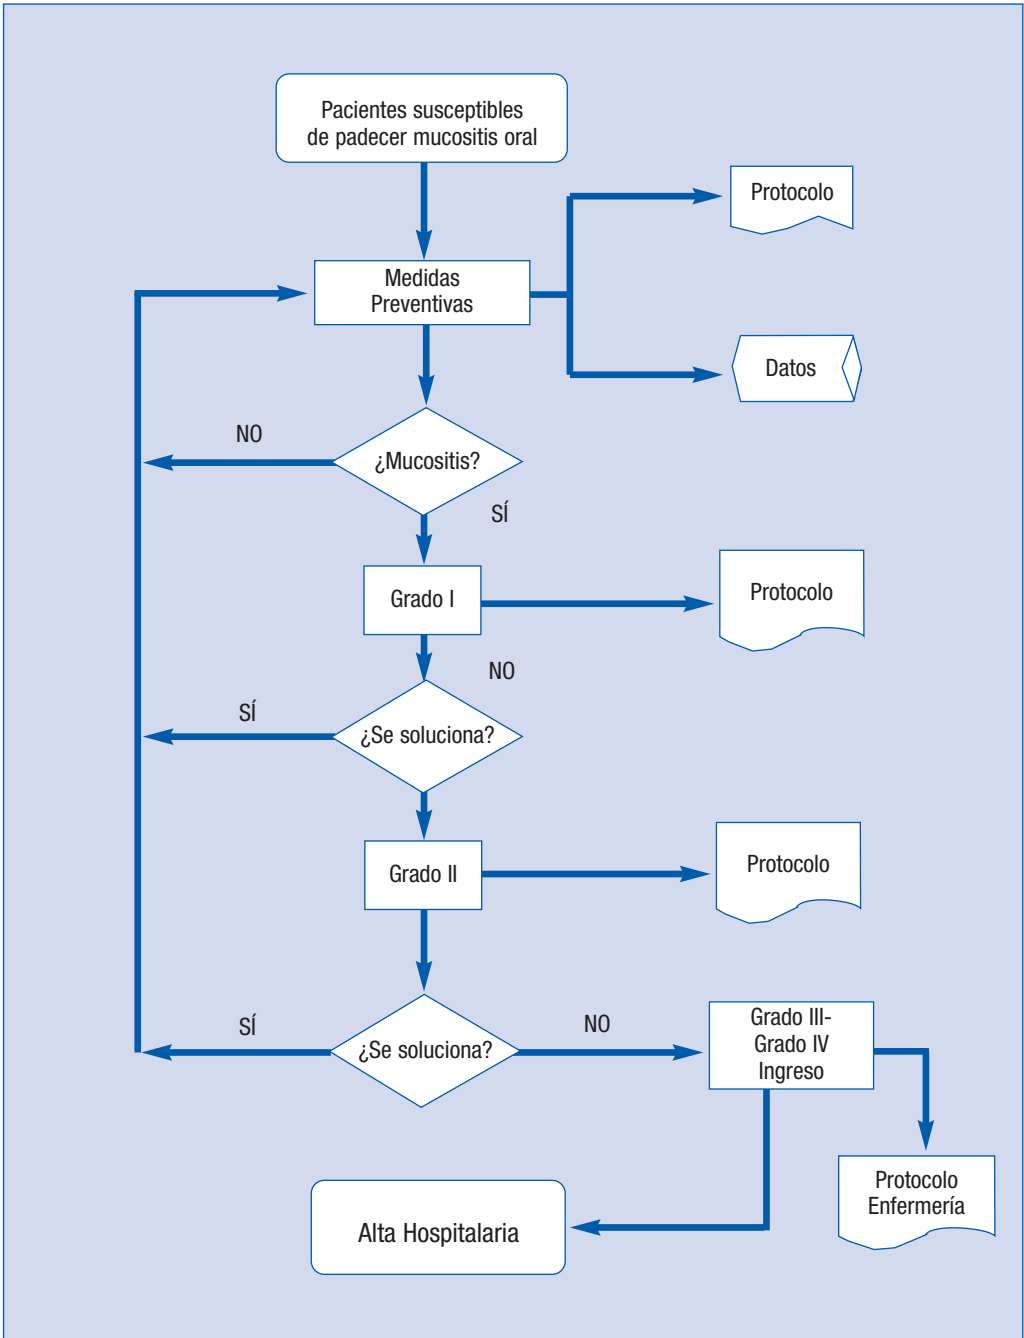 Pacientes susceptibles
de padecer mucositis oral
Protocolo
Medidas
Preventivas
Datos
NO
¿Mucositis?
SÍ
Grado I
Protocolo
NO
SÍ
¿Se soluciona?
Grado II
Protocolo
SÍ
¿Se soluciona?
NO
Grado III-
Grado IV
Ingreso
Protocolo
Enfermería
Alta Hospitalaria